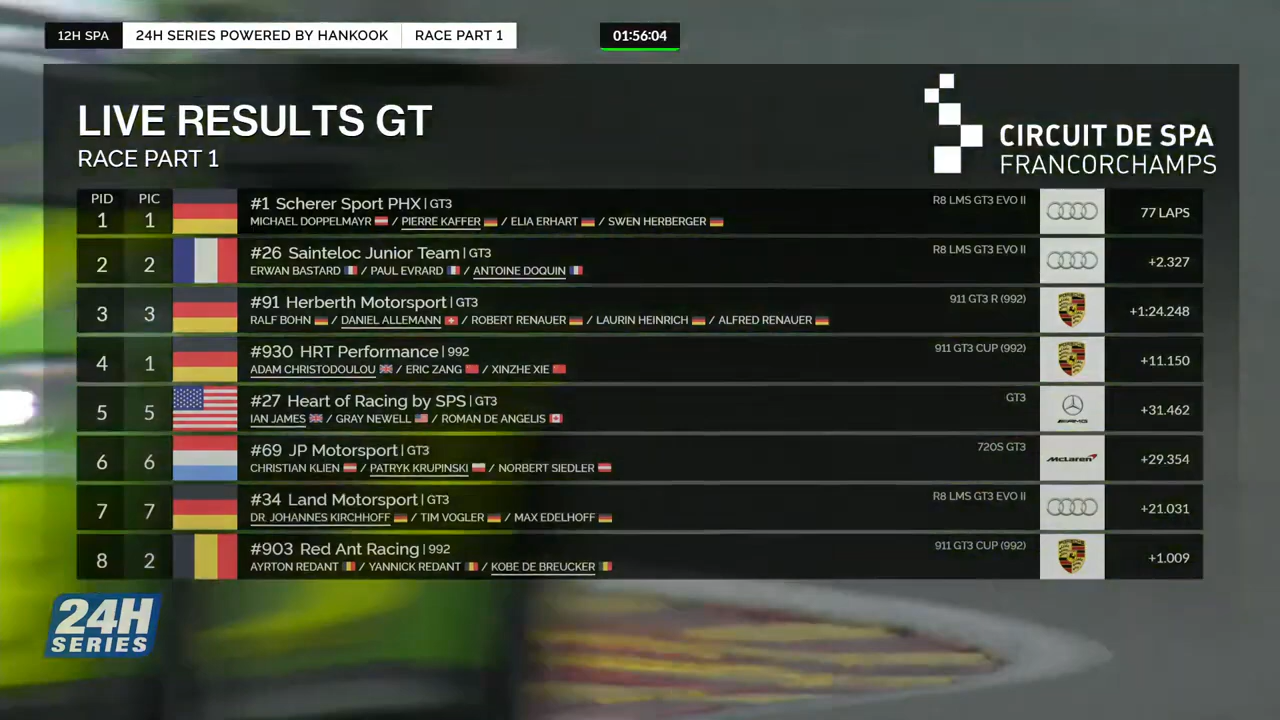 12H SPA 24H SERIES POWERED BY HANKOOK RACE PART 1 01:56:04
LIVE RESULTS GT
RACE PART 1
CIRCUIT DE SPA
FRANCORCHAMPS
PID PIC
1 1 #1 Scherer Sport PHX | GT3 R8 LMS GT3 EVO II 77 LAPS
MICHAEL DOPPELMAYR / PIERRE KAFFER / ELIA ERHART / SWEN HERBERGER
2 2 #26 Sainteloc Junior Team | GT3 R8 LMS GT3 EVO II +2.327
ERWAN BASTARD / PAUL EVRARD / ANTOINE DOQUIN
3 3 #91 Herberth Motorsport | GT3 911 GT3 R (992) +1:24.248
RALF BOHN / DANIEL ALLEMANN / ROBERT RENAUER / LAURIN HEINRICH / ALFRED RENAUER
4 1 #930 HRT Performance | 992 911 GT3 CUP (992) +11.150
ADAM CHRISTODOULOU / ERIC ZANG / XINZHE XIE
5 5 #27 Heart of Racing by SPS | GT3 GT3 AMG +31.462
IAN JAMES / GRAY NEWELL / ROMAN DE ANGELIS
6 6 #69 JP Motorsport | GT3 720S GT3 McLaren +29.354
CHRISTIAN KLIEN / PATRYK KRUPINSKI / NORBERT SIEDLER
7 7 #34 Land Motorsport | GT3 R8 LMS GT3 EVO II +21.031
DR. JOHANNES KIRCHHOFF / TIM VOGLER / MAX EDELHOFF
8 2 #903 Red Ant Racing | 992 911 GT3 CUP (992) +1.009
AYRTON REDANT / YANNICK REDANT / KOBE DE BREUCKER
24H
SERIES